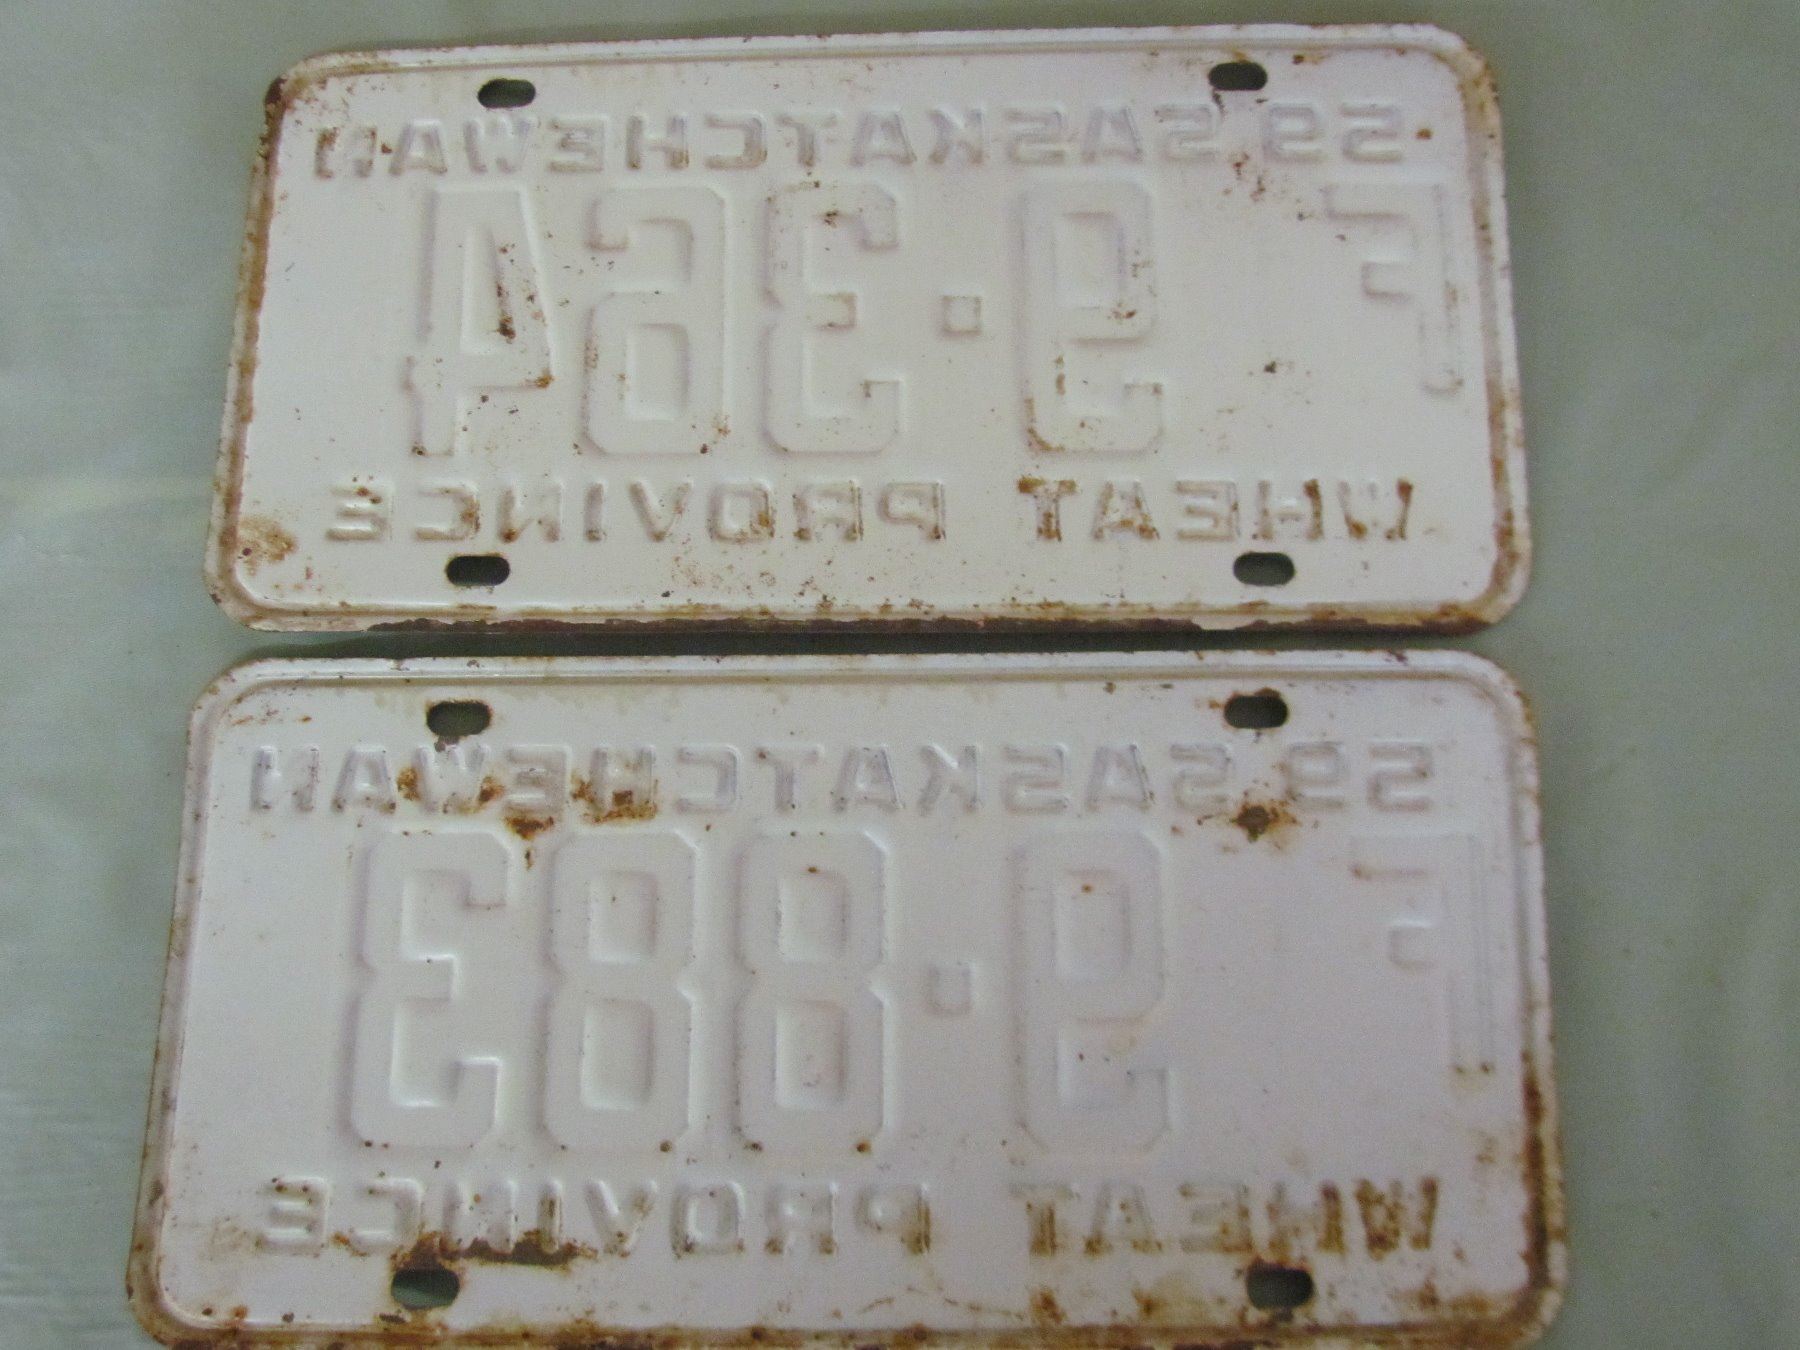 59 SASKATCHEWAN
F 9·364
WHEAT PROVINCE
59 SASKATCHEWAN
F 9·883
WHEAT PROVINCE